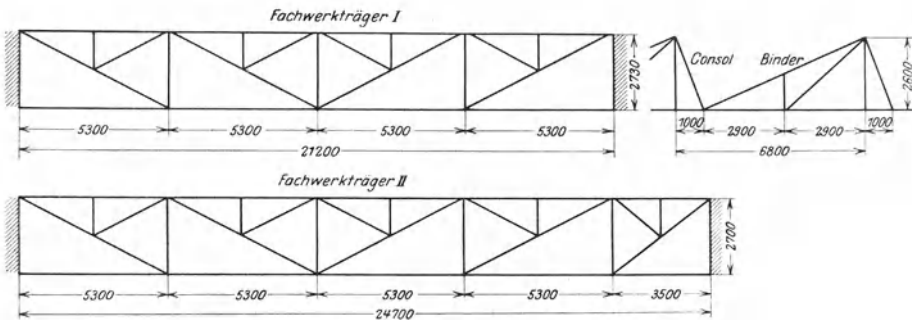 Fachwerkträger I
2730
5300 5300 5300 5300
21200
Consol Binder
2600
1000 2900 2900 1000
6800
Fachwerkträger II
2700
5300 5300 5300 5300 3500
24700